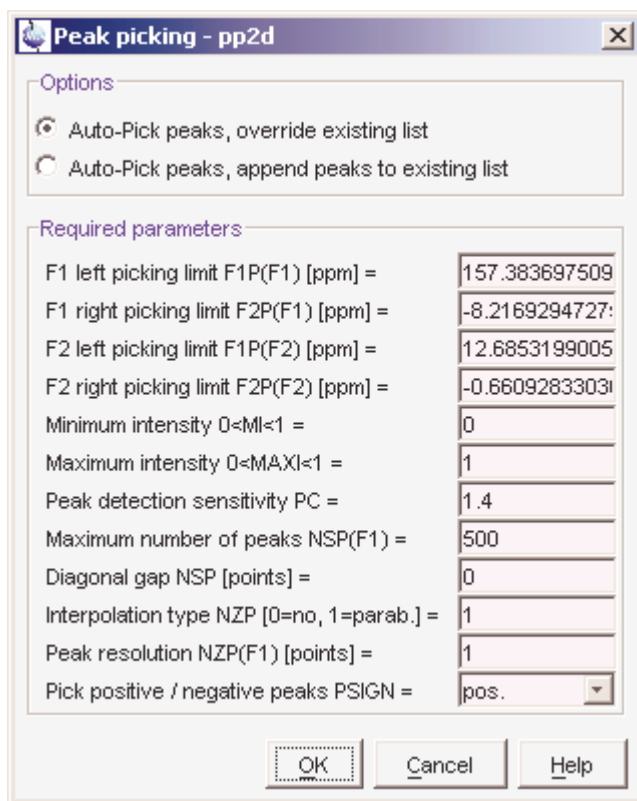 Peak picking - pp2d
Options
Auto-Pick peaks, override existing list
Auto-Pick peaks, append peaks to existing list
Required parameters
F1 left picking limit F1P(F1) [ppm] = 157.383697509
F1 right picking limit F2P(F1) [ppm] = -8.216929472
F2 left picking limit F1P(F2) [ppm] = 12.6853199005
F2 right picking limit F2P(F2) [ppm] = -0.660928330
Minimum intensity 0<MI<1 = 0
Maximum intensity 0<MAXI<1 = 1
Peak detection sensitivity PC = 1.4
Maximum number of peaks NSP(F1) = 500
Diagonal gap NSP [points] = 0
Interpolation type NZP [0=no, 1=parab.] = 1
Peak resolution NZP(F1) [points] = 1
Pick positive / negative peaks PSIGN = pos.
OK Cancel Help